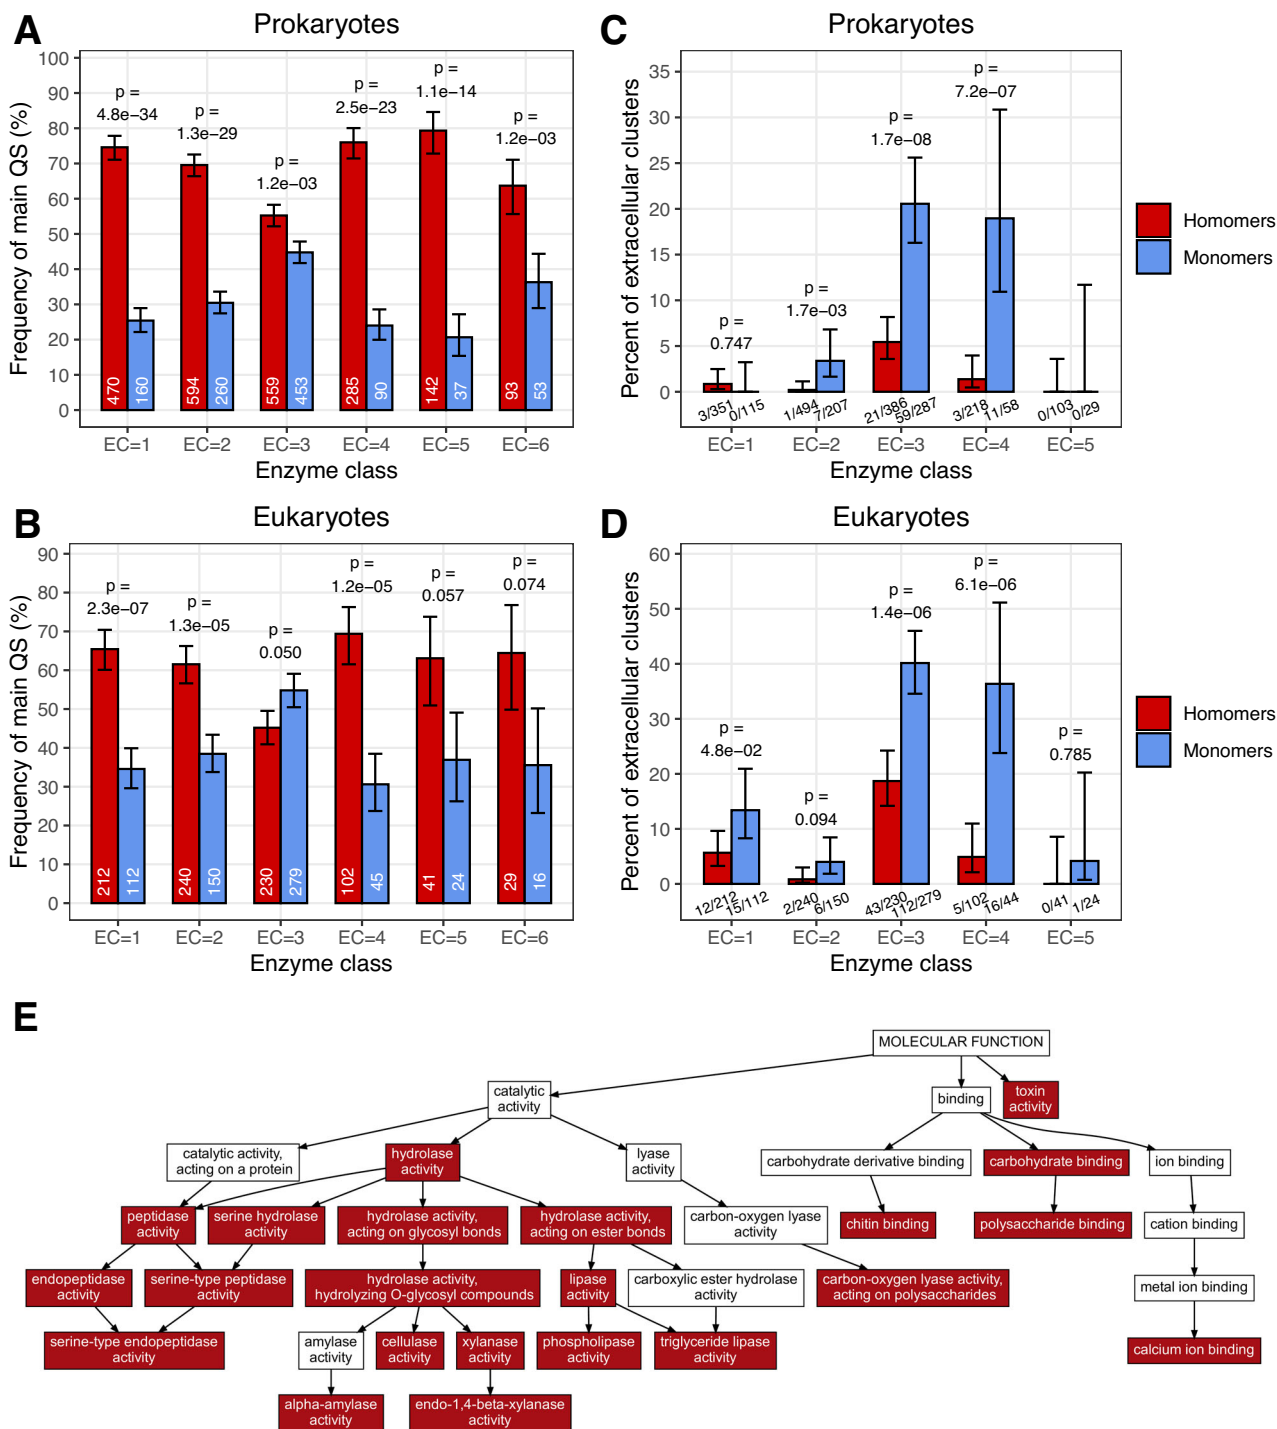 A
Prokaryotes
Frequency of main QS (%)
100
90
80
70
60
50
40
30
20
10
0
p =
4.8e−34
p =
1.3e−29
p =
1.2e−03
p =
2.5e−23
p =
1.1e−14
p =
1.2e−03
470
160
594
260
559
453
285
90
142
37
93
53
EC=1
EC=2
EC=3
EC=4
EC=5
EC=6
Enzyme class
C
Prokaryotes
Percent of extracellular clusters
35
30
25
20
15
10
5
0
p =
0.747
p =
1.7e−03
p =
1.7e−08
p =
7.2e−07
3/351
0/115
1/494
7/207
21/386
59/287
3/218
11/58
0/103
0/29
EC=1
EC=2
EC=3
EC=4
EC=5
Enzyme class
Homomers
Monomers
B
Eukaryotes
Frequency of main QS (%)
90
80
70
60
50
40
30
20
10
0
p =
2.3e−07
p =
1.3e−05
p =
0.050
p =
1.2e−05
p =
0.057
p =
0.074
212
112
240
150
230
279
102
45
41
24
29
16
EC=1
EC=2
EC=3
EC=4
EC=5
EC=6
Enzyme class
D
Eukaryotes
Percent of extracellular clusters
60
50
40
30
20
10
0
p =
4.8e−02
p =
0.094
p =
1.4e−06
p =
6.1e−06
p =
0.785
12/212
15/112
2/240
6/150
43/230
112/279
5/102
16/44
0/41
1/24
EC=1
EC=2
EC=3
EC=4
EC=5
Enzyme class
Homomers
Monomers
E
MOLECULAR FUNCTION
catalytic
activity
binding
toxin
activity
catalytic activity,
acting on a protein
hydrolase
activity
lyase
activity
carbohydrate derivative binding
carbohydrate binding
ion binding
peptidase
activity
serine hydrolase
activity
hydrolase activity,
acting on glycosyl bonds
hydrolase activity,
acting on ester bonds
carbon-oxygen lyase
activity
chitin binding
polysaccharide binding
cation binding
endopeptidase
activity
serine-type peptidase
activity
hydrolase activity,
hydrolyzing O-glycosyl compounds
lipase
activity
carboxylic ester hydrolase
activity
carbon-oxygen lyase activity,
acting on polysaccharides
metal ion binding
serine-type endopeptidase
activity
amylase
activity
cellulase
activity
xylanase
activity
phospholipase
activity
triglyceride lipase
activity
calcium ion binding
alpha-amylase
activity
endo-1,4-beta-xylanase
activity